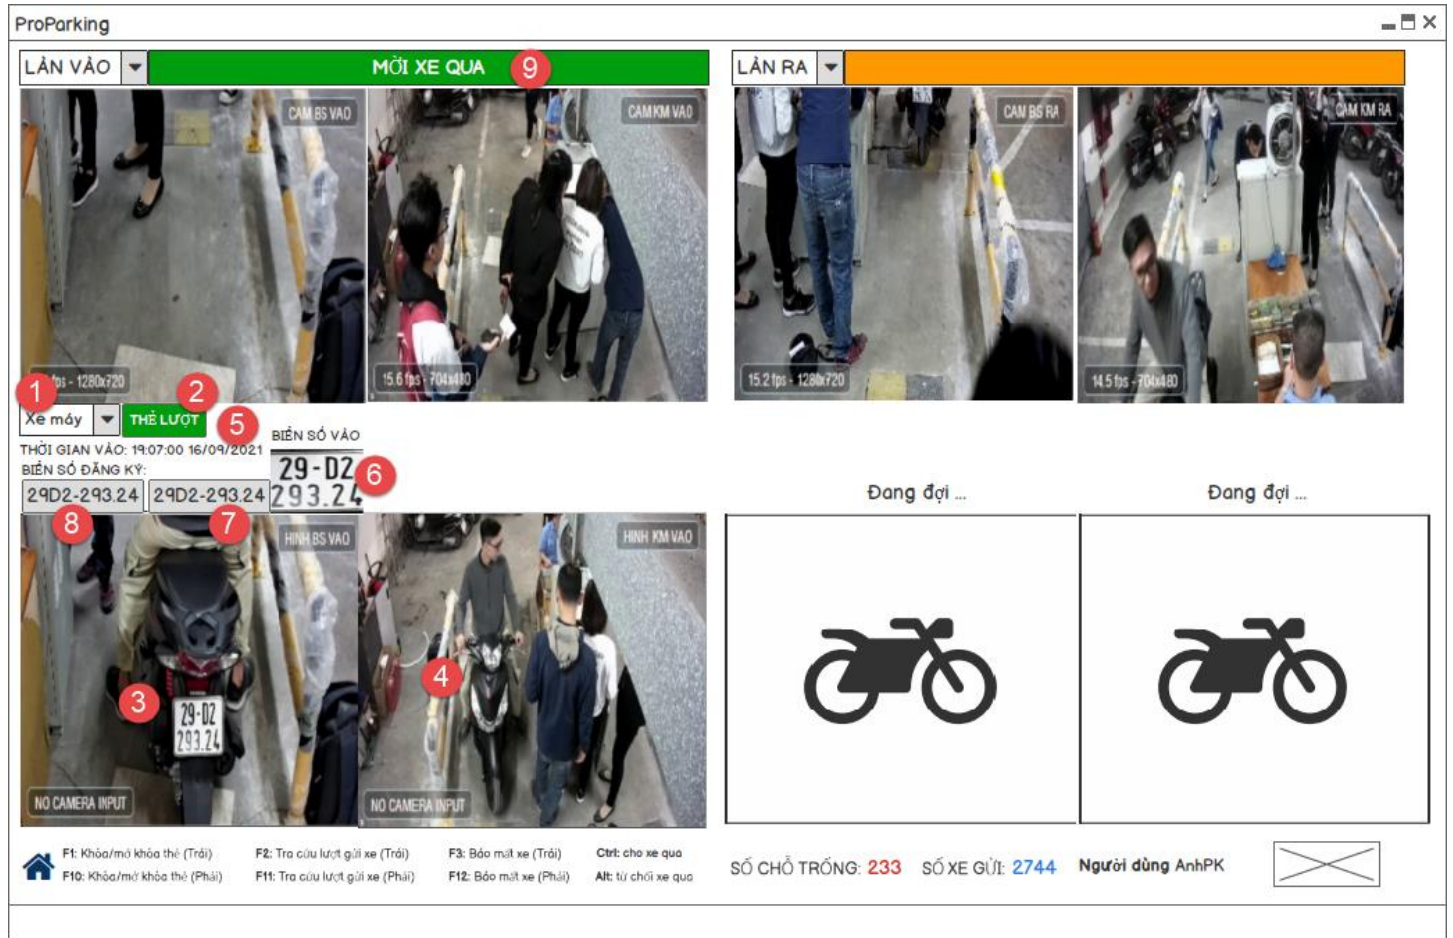 ProParking
LÀN VÀO
MỜI XE QUA 9
LÀN RA
CAM BS VAO
CAM KM VAO
CAM BS RA
CAM KM RA
fps - 1280x720
15.6 fps - 704x480
15.2 fps - 1280x720
14.5 fps - 704x480
1
2
Xe máy
THẺ LƯỢT
5
THỜI GIAN VÀO: 19:07:00 16/09/2021
BIỂN SỐ VÀO
BIỂN SỐ ĐĂNG KÝ:
29-D2
293.24
6
29D2-293.24
29D2-293.24
8
7
Đang đợi ...
Đang đợi ...
HINH BS VAO
HINH KM VAO
3
4
29-D2
293.24
NO CAMERA INPUT
NO CAMERA INPUT
F1: Khóa/mở khóa thẻ (Trái)
F2: Tra cứu lượt gửi xe (Trái)
F3: Báo mất xe (Trái)
Ctrl: cho xe qua
F10: Khóa/mở khóa thẻ (Phải)
F11: Tra cứu lượt gửi xe (Phải)
F12: Báo mất xe (Phải)
Alt: từ chối xe qua
SỐ CHỖ TRỐNG: 233
SỐ XE GỬI: 2744
Người dùng AnhPK